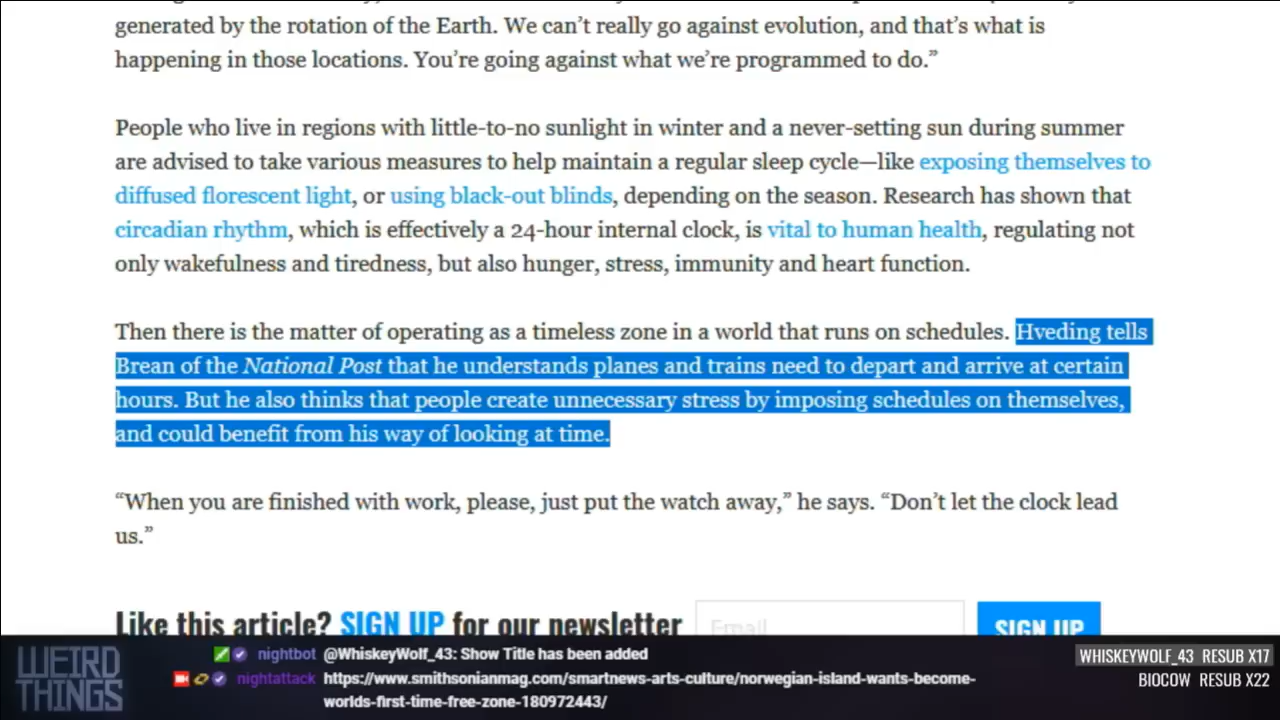 generated by the rotation of the Earth. We can’t really go against evolution, and that’s what is
happening in those locations. You’re going against what we’re programmed to do.”
People who live in regions with little-to-no sunlight in winter and a never-setting sun during summer
are advised to take various measures to help maintain a regular sleep cycle—like exposing themselves to
diffused florescent light, or using black-out blinds, depending on the season. Research has shown that
circadian rhythm, which is effectively a 24-hour internal clock, is vital to human health, regulating not
only wakefulness and tiredness, but also hunger, stress, immunity and heart function.
Then there is the matter of operating as a timeless zone in a world that runs on schedules. Hveding tells
Brean of the National Post that he understands planes and trains need to depart and arrive at certain
hours. But he also thinks that people create unnecessary stress by imposing schedules on themselves,
and could benefit from his way of looking at time.
“When you are finished with work, please, just put the watch away,” he says. “Don’t let the clock lead
us.”
Like this article? SIGN UP for our newsletter Email SIGN UP
WEIRD THINGS
nightbot @WhiskeyWolf_43: Show Title has been added
nightattack https://www.smithsonianmag.com/smartnews-arts-culture/norwegian-island-wants-become-
worlds-first-time-free-zone-180972443/
WHISKEYWOLF_43 RESUB X17
BIOCOW RESUB X22